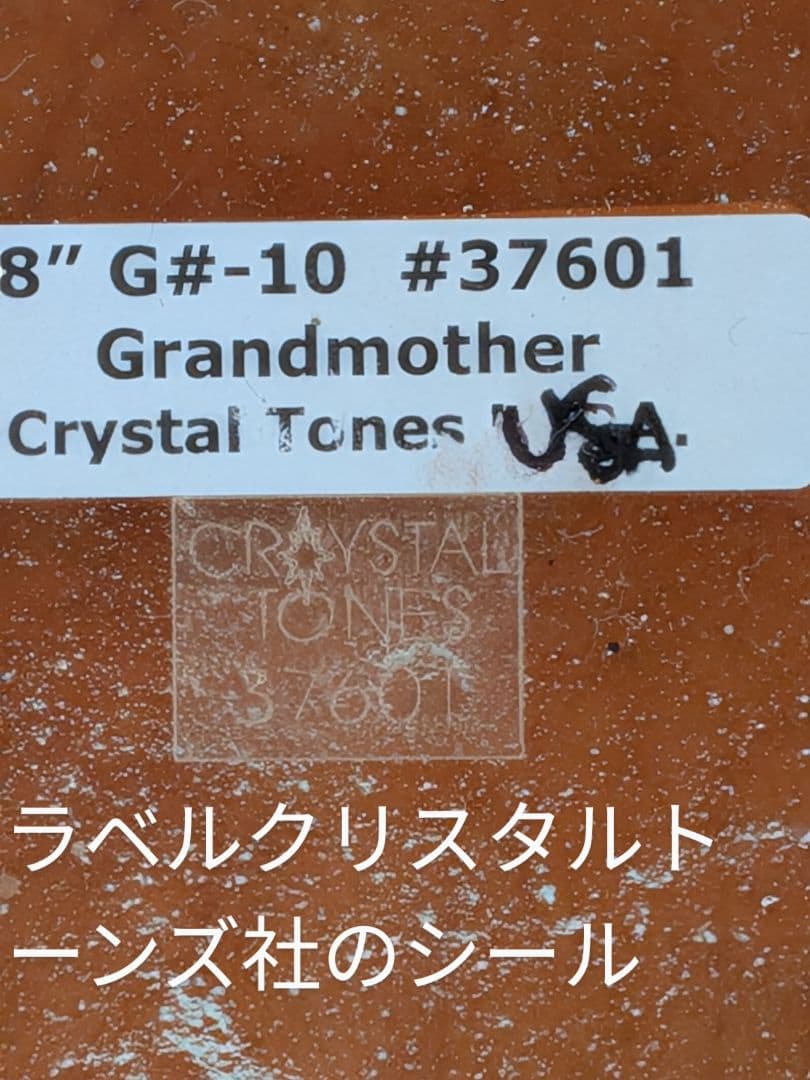 8″ G#-10 #37601
Grandmother
Crystal Tones USA.
CRYSTAL
TONES
37601
ラベルクリスタルト
ーンズ社のシール